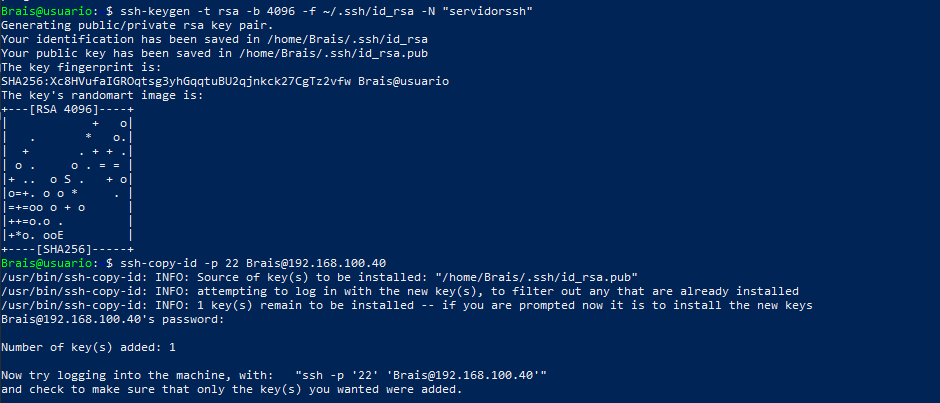 Brais@usuario: $ ssh-keygen -t rsa -b 4096 -f ~/.ssh/id_rsa -N "servidorssh"
Generating public/private rsa key pair.
Your identification has been saved in /home/Brais/.ssh/id_rsa
Your public key has been saved in /home/Brais/.ssh/id_rsa.pub
The key fingerprint is:
SHA256:Xc8HVufaIGROqtsg3yhGqqtuBU2qjnkck27CgTz2vfw Brais@usuario
The key's randomart image is:
+---[RSA 4096]----+
|             +   o|
|   .        *   o.|
|  +       . + + .|
| o .     o . = = |
|+ ..  o S .   + o|
|o=+. o o *     . |
|=+=oo o + o      |
|++=o.o .         |
|+*o. ooE         |
+----[SHA256]-----+
Brais@usuario: $ ssh-copy-id -p 22 Brais@192.168.100.40
/usr/bin/ssh-copy-id: INFO: Source of key(s) to be installed: "/home/Brais/.ssh/id_rsa.pub"
/usr/bin/ssh-copy-id: INFO: attempting to log in with the new key(s), to filter out any that are already installed
/usr/bin/ssh-copy-id: INFO: 1 key(s) remain to be installed -- if you are prompted now it is to install the new keys
Brais@192.168.100.40's password:
Number of key(s) added: 1
Now try logging into the machine, with:   "ssh -p '22' 'Brais@192.168.100.40'"
and check to make sure that only the key(s) you wanted were added.